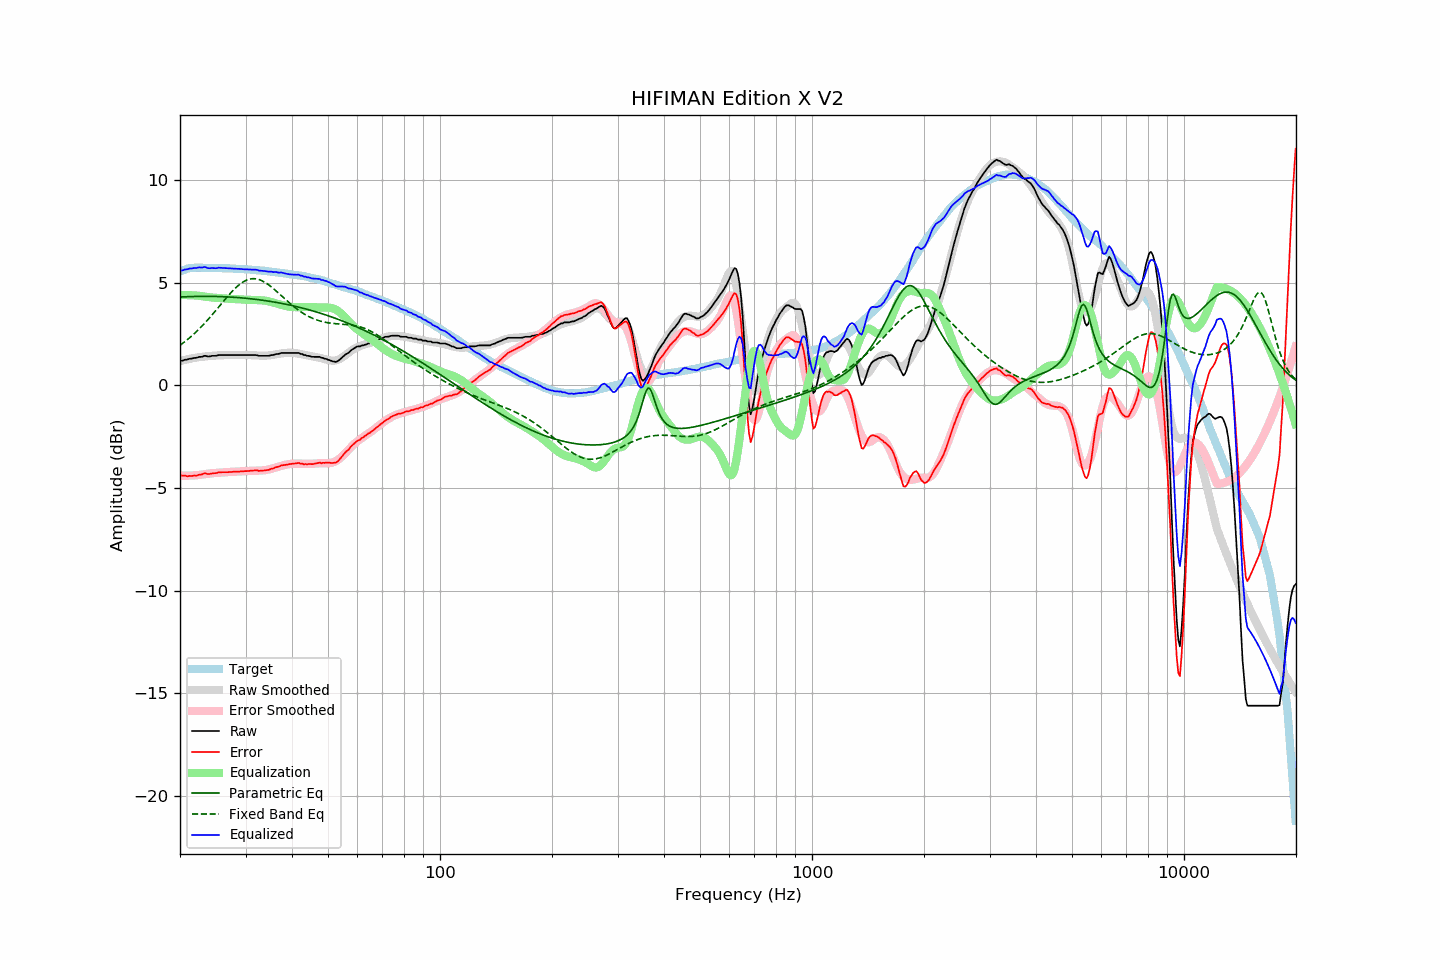 HIFIMAN Edition X V2
Amplitude (dBr)
10
5
0
−5
−10
−15
−20
Target
Raw Smoothed
Error Smoothed
Raw
Error
Equalization
Parametric Eq
Fixed Band Eq
Equalized
100
1000
10000
Frequency (Hz)